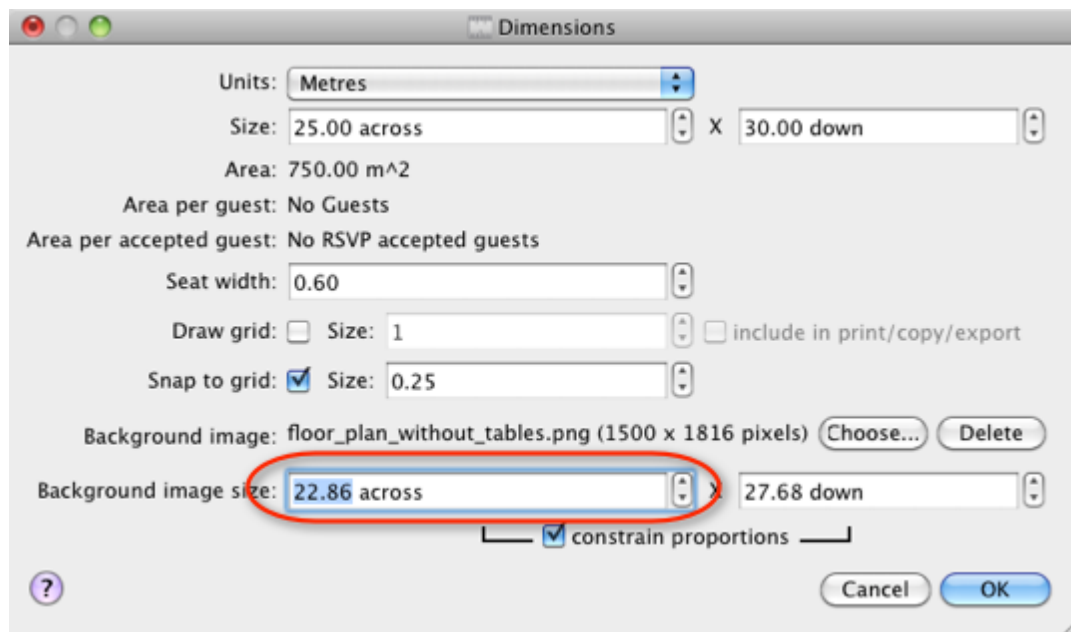 Dimensions
Units: Metres
Size: 25.00 across X 30.00 down
Area: 750.00 m^2
Area per guest: No Guests
Area per accepted guest: No RSVP accepted guests
Seat width: 0.60
Draw grid: Size: 1 include in print/copy/export
Snap to grid: Size: 0.25
Background image: floor_plan_without_tables.png (1500 x 1816 pixels) Choose... Delete
Background image size: 22.86 across X 27.68 down
constrain proportions
? Cancel OK